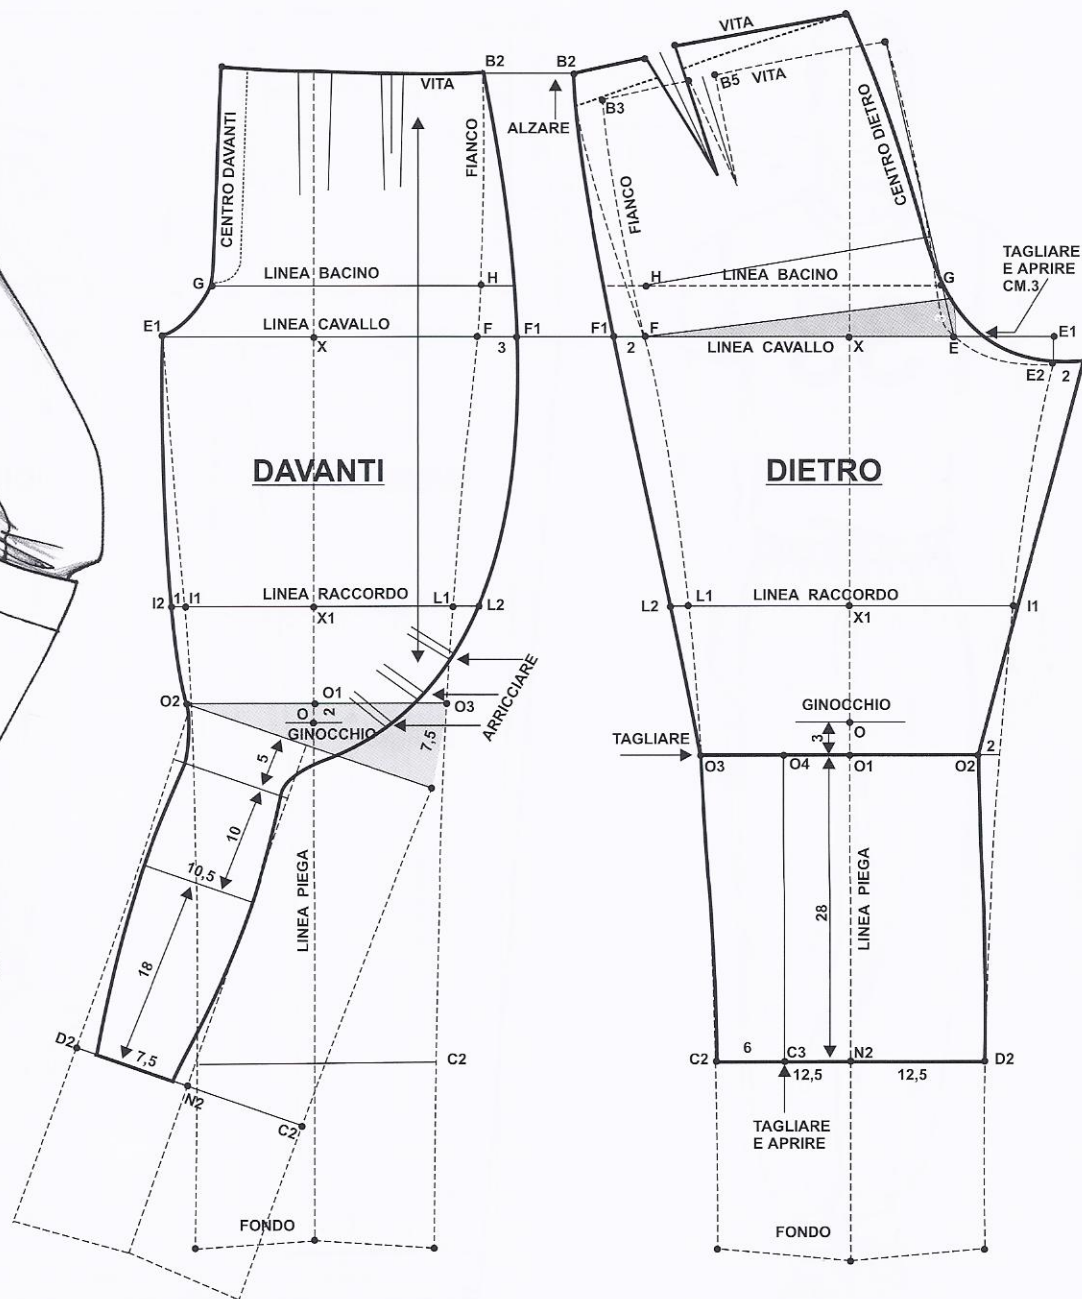 VITA
B2
B2
VITA
B3
B5 VITA
ALZARE
CENTRO DAVANTI
FIANCO
FIANCO
CENTRO DIETRO
TAGLIARE
E APRIRE
CM.3
G
LINEA BACINO
H
H
LINEA BACINO
G
E1
LINEA CAVALLO
X
F
3
F1
F1
2
F
LINEA CAVALLO
X
E
3
E1
E2
2
DAVANTI
DIETRO
I2
1
I1
LINEA RACCORDO
X1
L1
L2
L2
L1
LINEA RACCORDO
X1
I1
ARRICCIARE
O2
O1
O
2
GINOCCHIO
O3
7,5
GINOCCHIO
O
3
TAGLIARE
O3
O4
O1
O2
2
5
10
10,5
18
LINEA PIEGA
28
LINEA PIEGA
D2
7,5
N2
C2
C2
C2
6
C3
12,5
N2
12,5
D2
TAGLIARE
E APRIRE
FONDO
FONDO